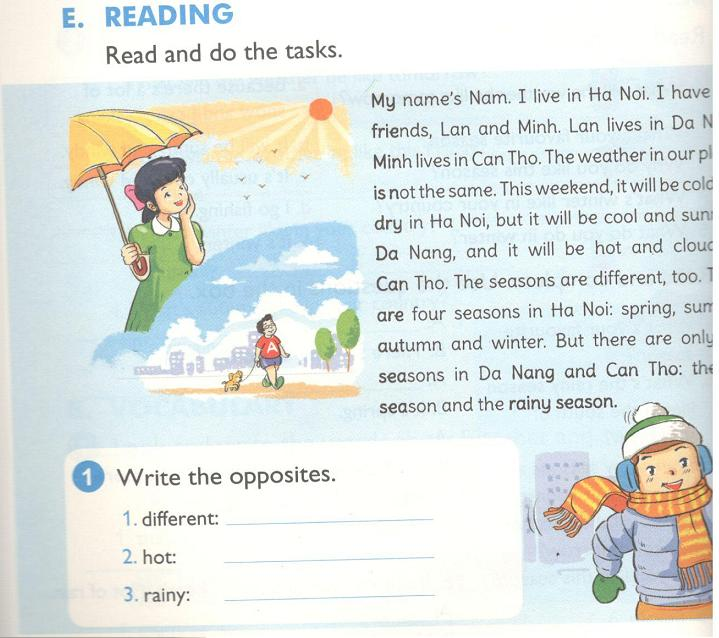 E. READING
Read and do the tasks.
My name's Nam. I live in Ha Noi. I have
friends, Lan and Minh. Lan lives in Da N
Minh lives in Can Tho. The weather in our pl
is not the same. This weekend, it will be cold
dry in Ha Noi, but it will be cool and sun
Da Nang, and it will be hot and clou
Can Tho. The seasons are different, too. T
are four seasons in Ha Noi: spring, sum
autumn and winter. But there are only
seasons in Da Nang and Can Tho: the
season and the rainy season.
A
1 Write the opposites.
1. different:
2. hot:
3. rainy: